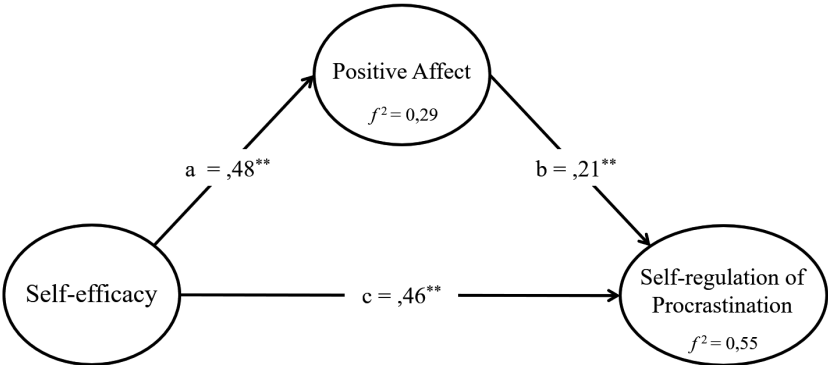 Positive Affect
f² = 0,29
a = ,48**
b = ,21**
Self-efficacy
c = ,46**
Self-regulation of
Procrastination
f² = 0,55